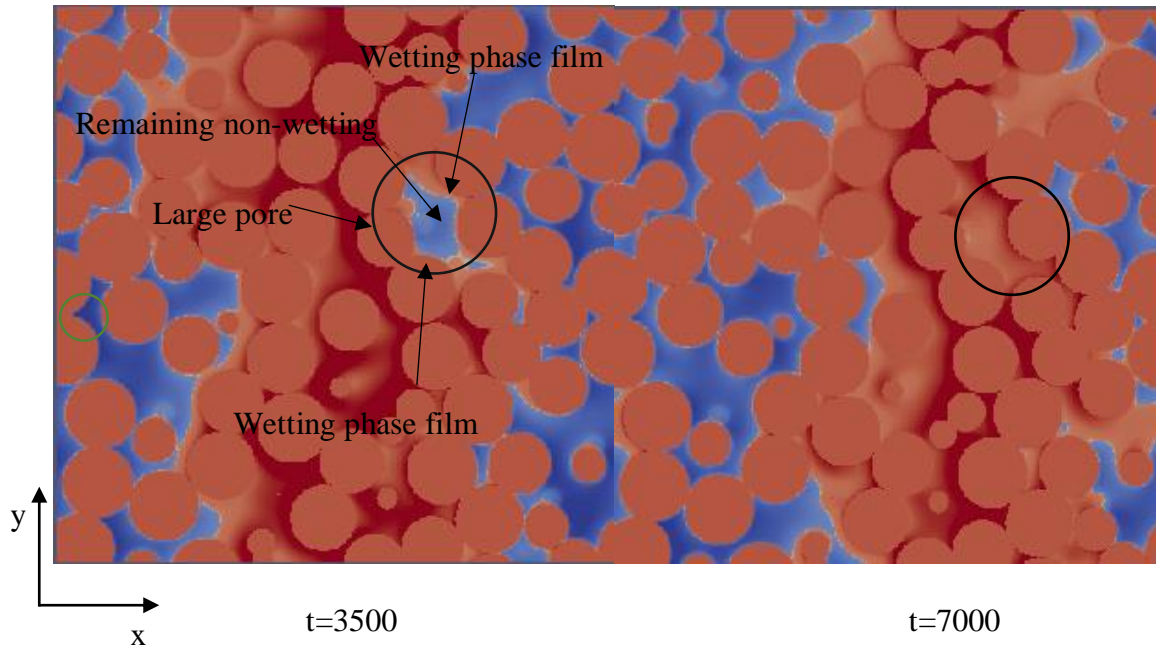 Wetting phase film
Remaining non-wetting
Large pore
Wetting phase film
y
x
t=3500
t=7000